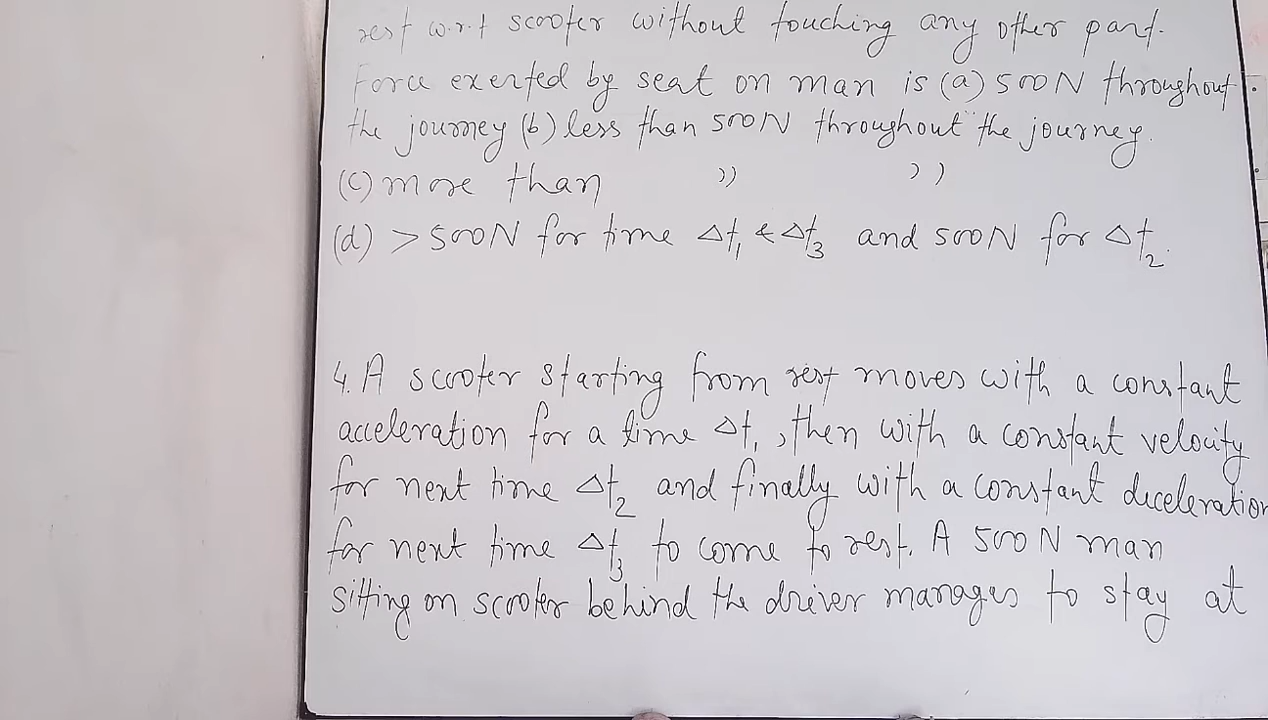 rest w.r.t scooter without touching any other part.
Force exerted by seat on man is (a) 500N throughout
the journey (b) less than 500N throughout the journey.
(c) more than " "
(d) > 500N for time Δt₁ & Δt₃ and 500N for Δt₂.
4. A scooter starting from rest moves with a constant
acceleration for a time Δt₁, then with a constant velocity
for next time Δt₂ and finally with a constant deceleration
for next time Δt₃ to come to rest. A 500N man
sitting on scooter behind the driver manages to stay at